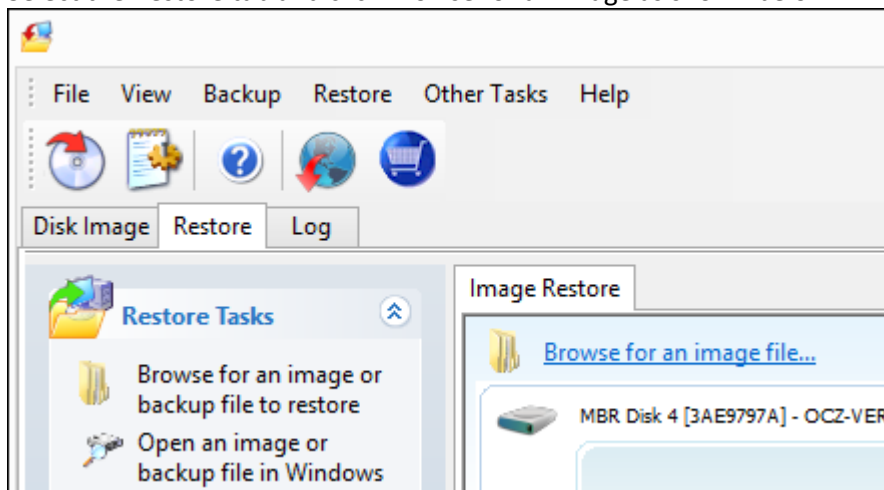 File View Backup Restore Other Tasks Help
Disk Image Restore Log
Restore Tasks
Browse for an image or
backup file to restore
Open an image or
backup file in Windows
Image Restore
Browse for an image file...
MBR Disk 4 [3AE9797A] - OCZ-VER